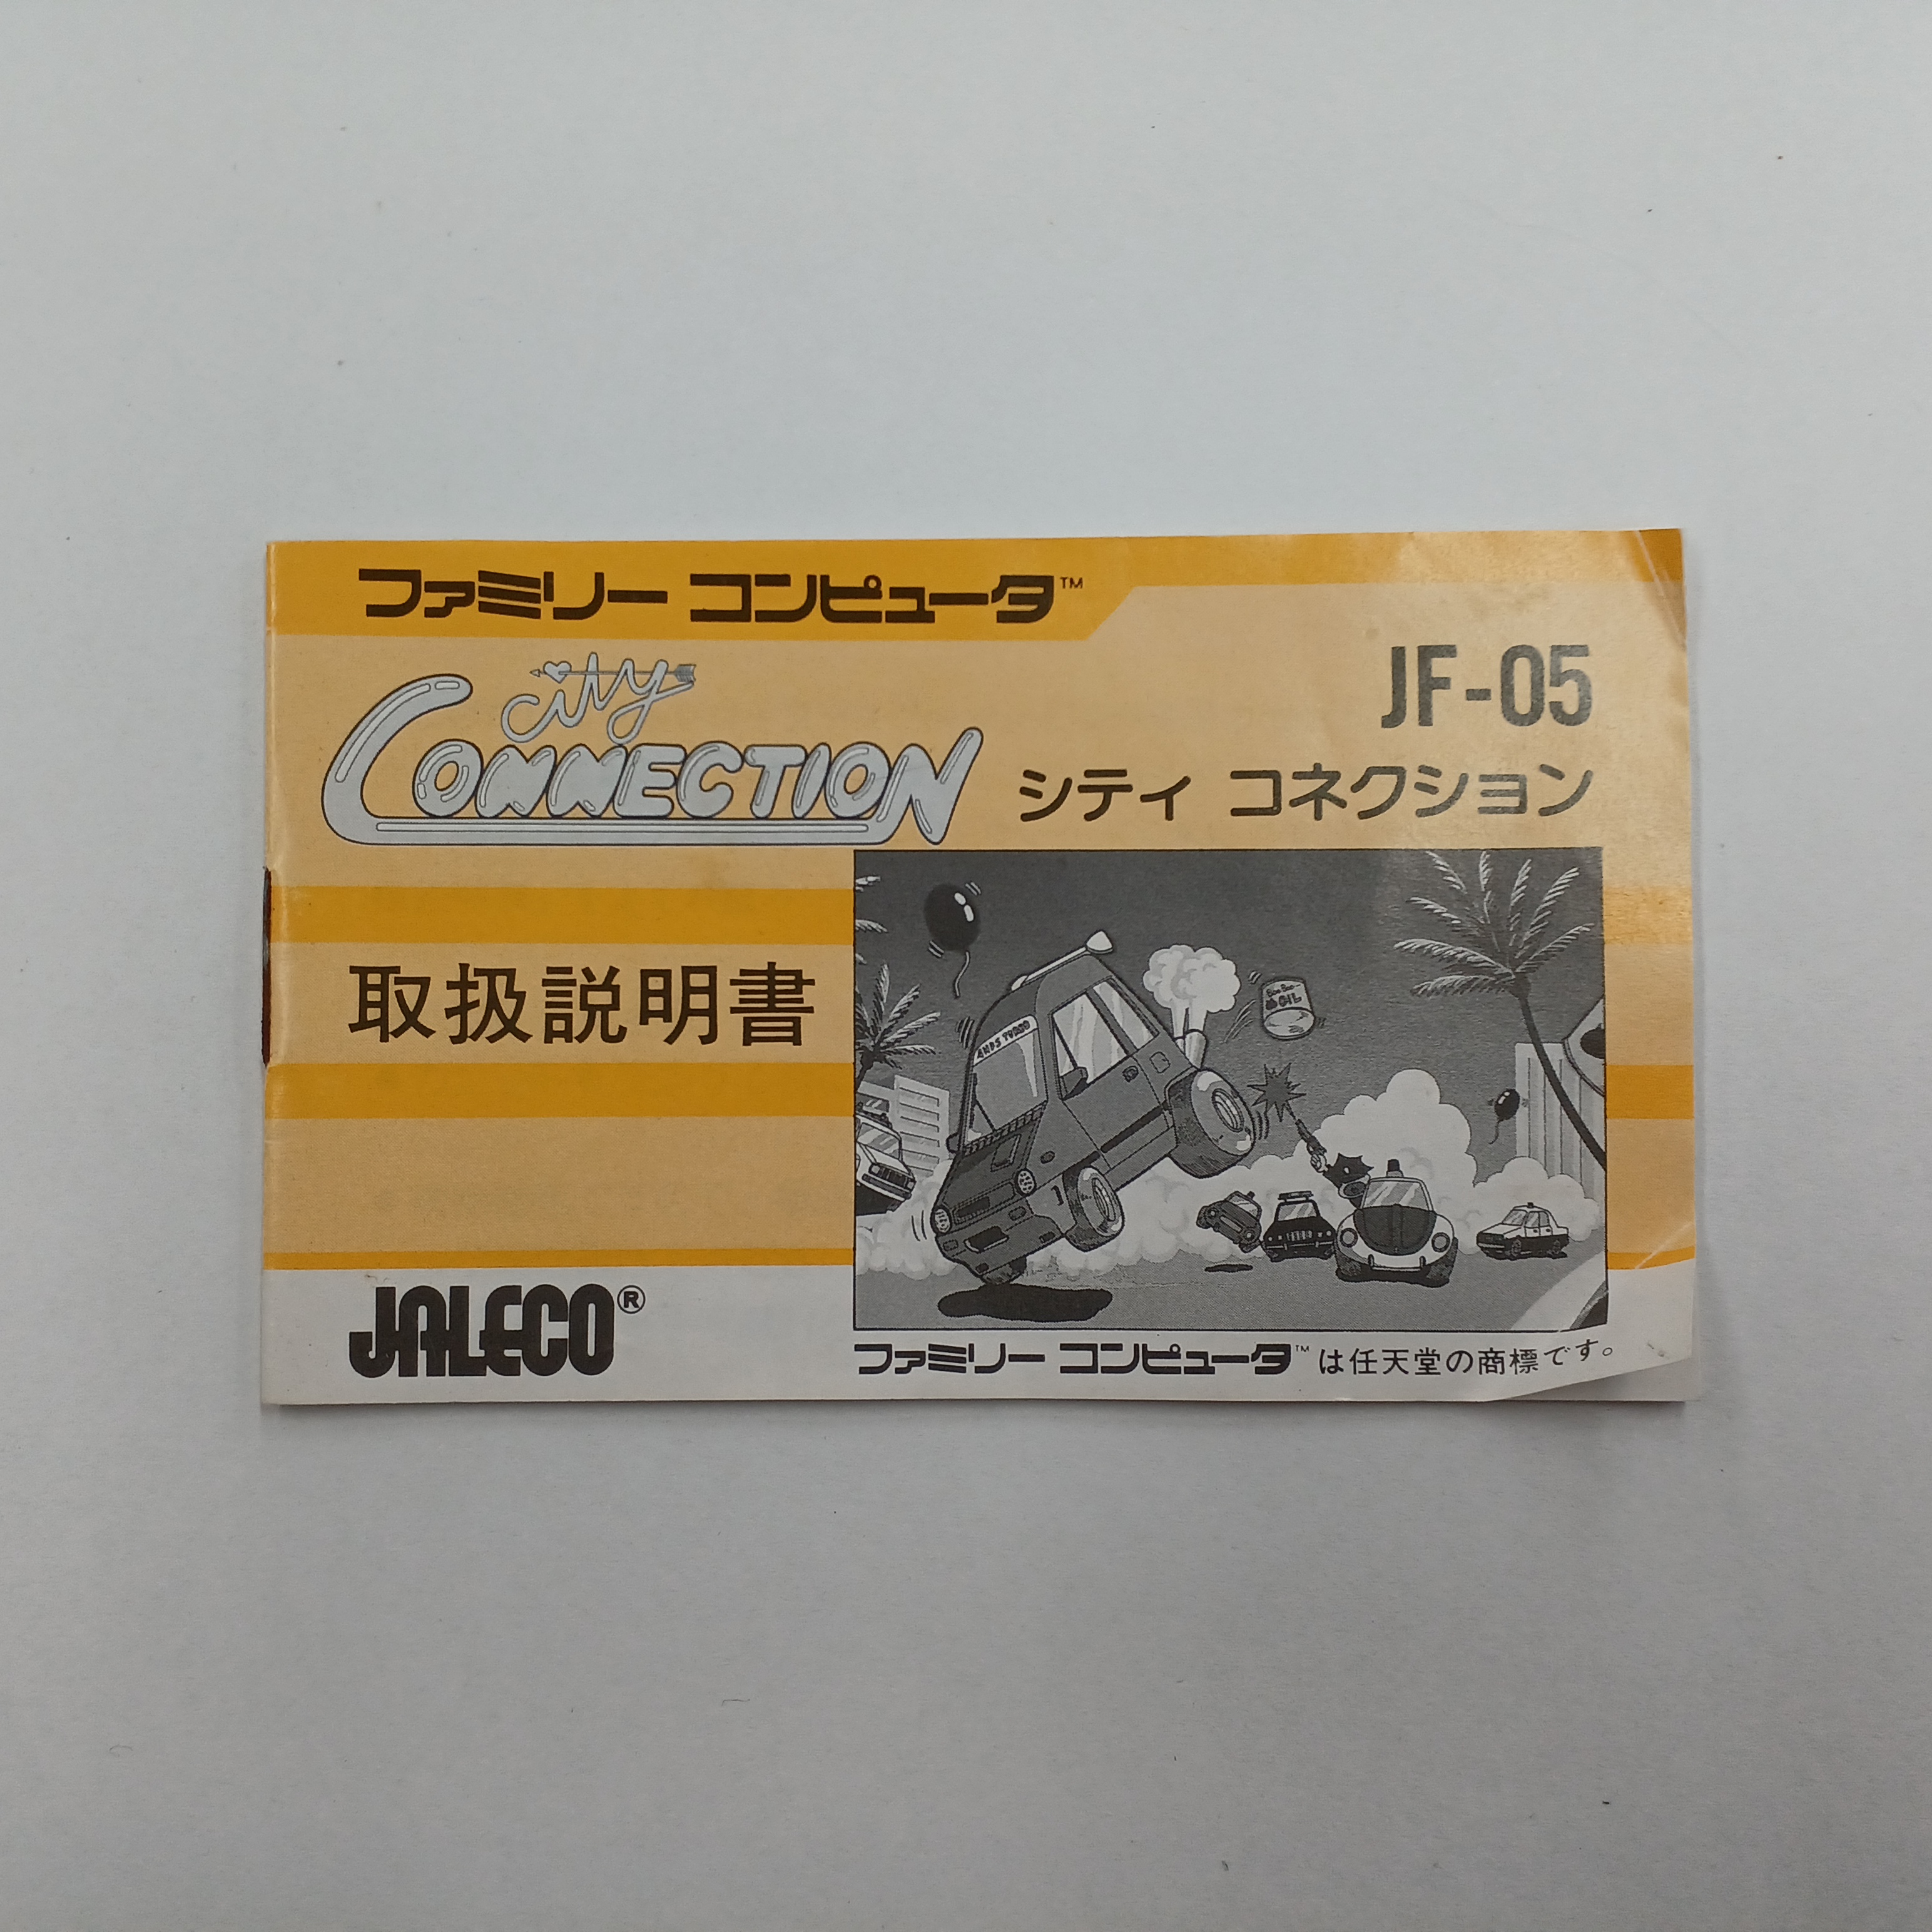 ファミリー コンピュータ™
JF-05
city
CONNECTION
シティ コネクション
取扱説明書
OIL
JALECO®
ファミリー コンピュータ™は任天堂の商標です。